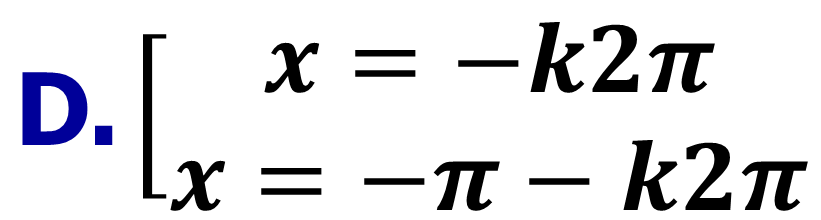 D. [ x = −k2π
x = −π − k2π